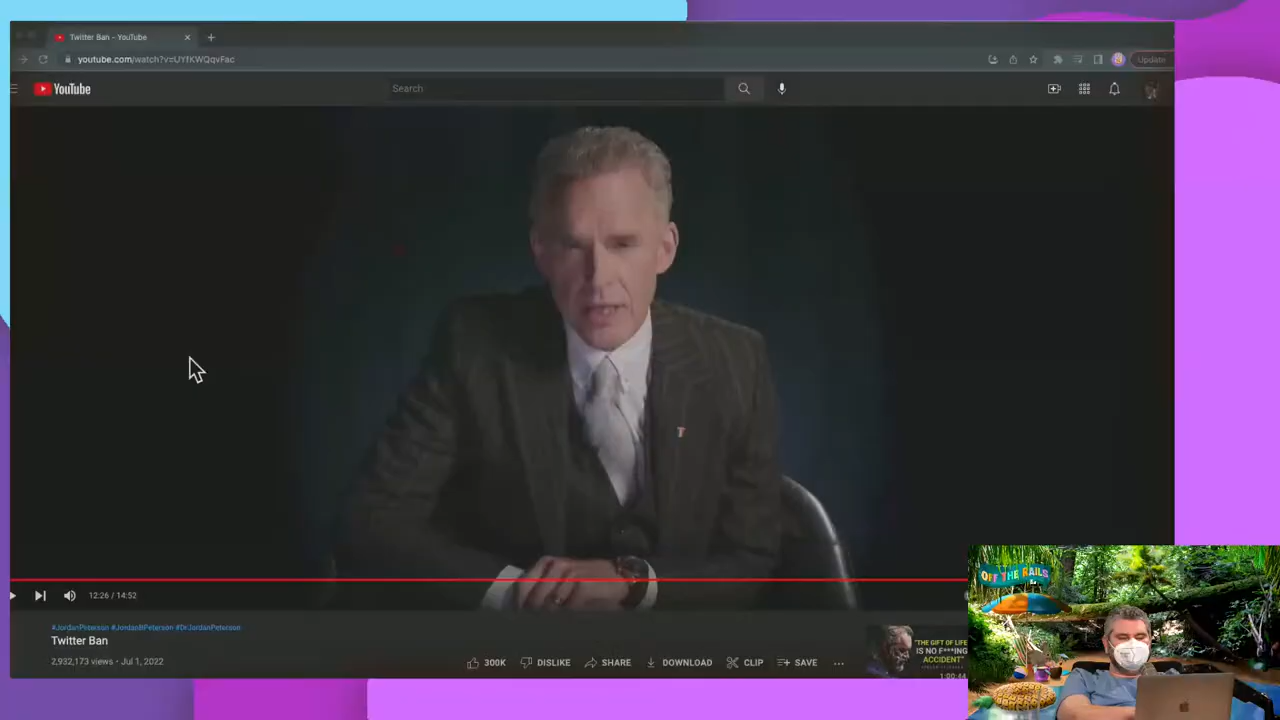 Twitter Ban - YouTube
youtube.com/watch?v=UYfKWQqvFac
Update
YouTube
Search
12:26 / 14:52
#JordanPeterson #JordanBPeterson #DrJordanPeterson
Twitter Ban
2,932,173 views • Jul 1, 2022
300K
DISLIKE
SHARE
DOWNLOAD
CLIP
SAVE
"THE GIFT OF LIFE
IS NO F***ING
ACCIDENT"
1:00:44
OFF THE RAILS